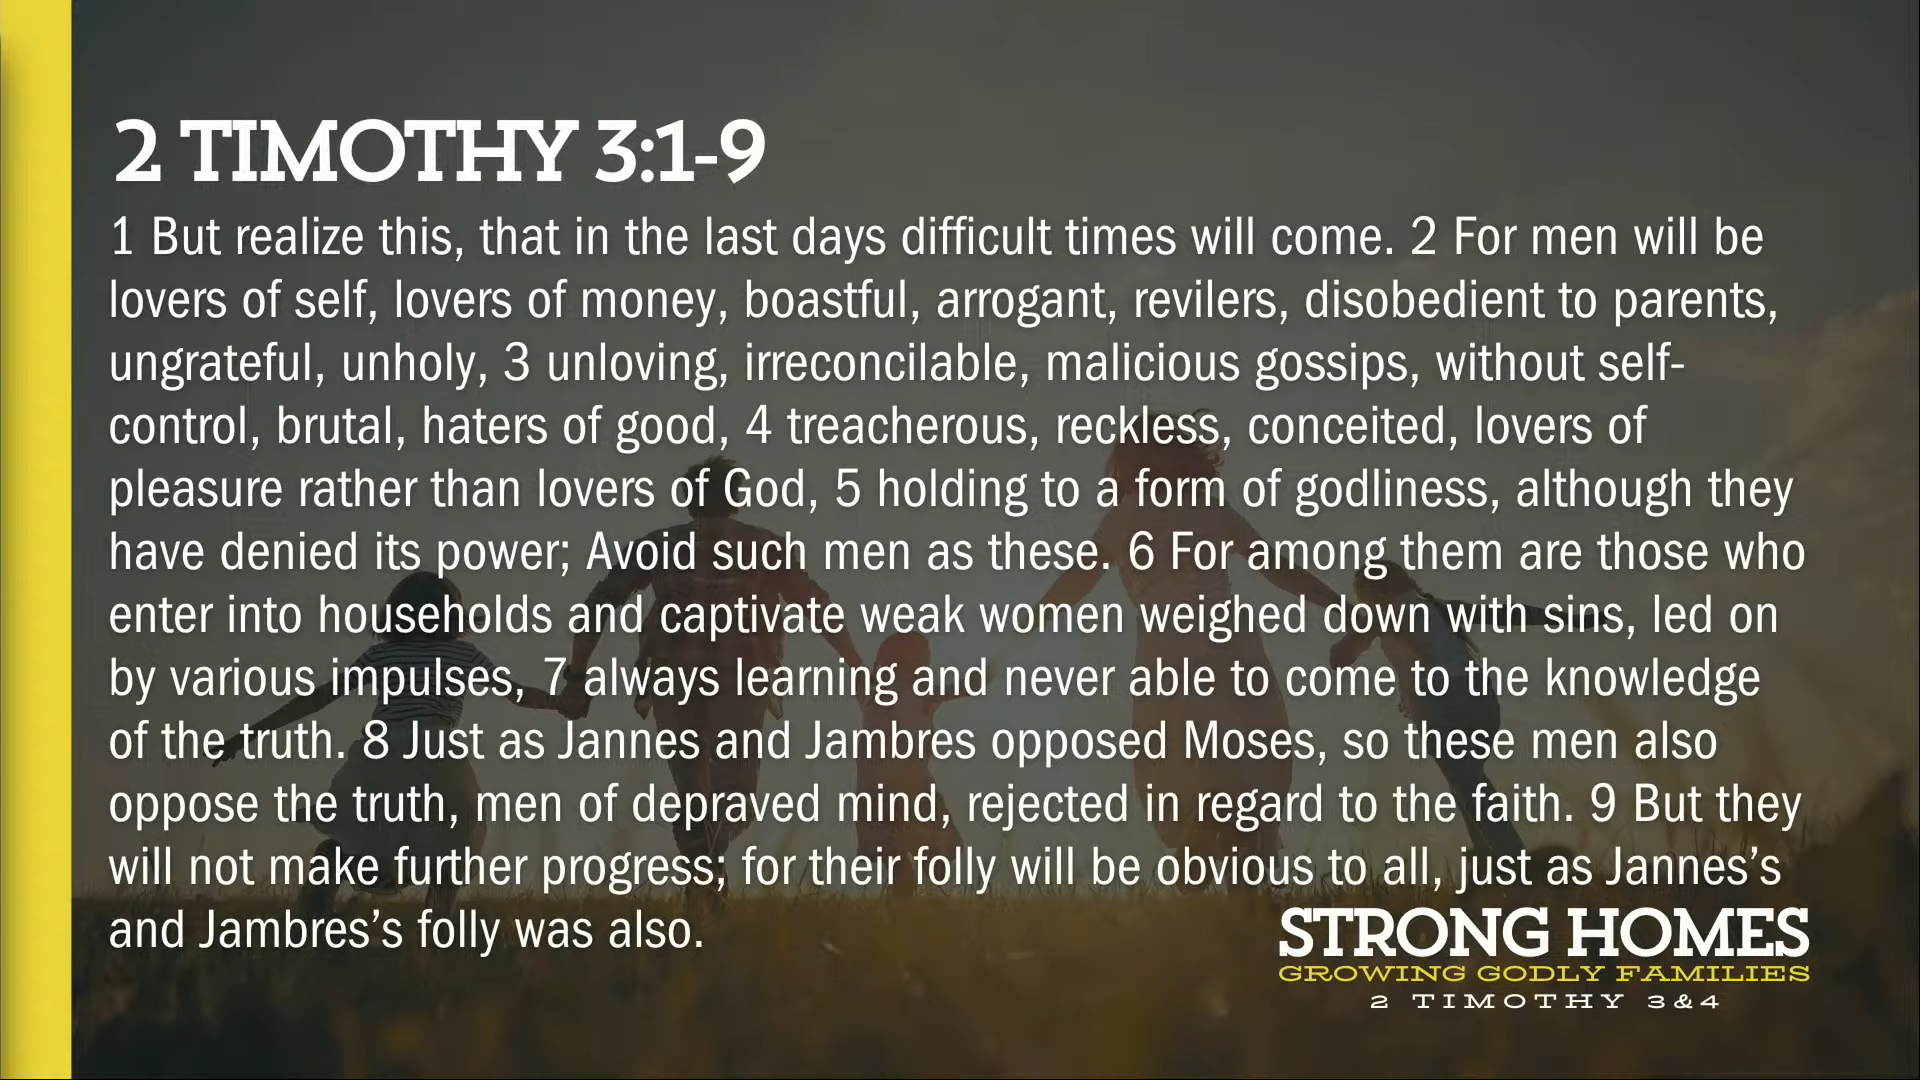 2 TIMOTHY 3:1-9
1 But realize this, that in the last days difficult times will come. 2 For men will be
lovers of self, lovers of money, boastful, arrogant, revilers, disobedient to parents,
ungrateful, unholy, 3 unloving, irreconcilable, malicious gossips, without self-
control, brutal, haters of good, 4 treacherous, reckless, conceited, lovers of
pleasure rather than lovers of God, 5 holding to a form of godliness, although they
have denied its power; Avoid such men as these. 6 For among them are those who
enter into households and captivate weak women weighed down with sins, led on
by various impulses, 7 always learning and never able to come to the knowledge
of the truth. 8 Just as Jannes and Jambres opposed Moses, so these men also
oppose the truth, men of depraved mind, rejected in regard to the faith. 9 But they
will not make further progress; for their folly will be obvious to all, just as Jannes’s
and Jambres’s folly was also.
STRONG HOMES
GROWING GODLY FAMILIES
2 TIMOTHY 3&4